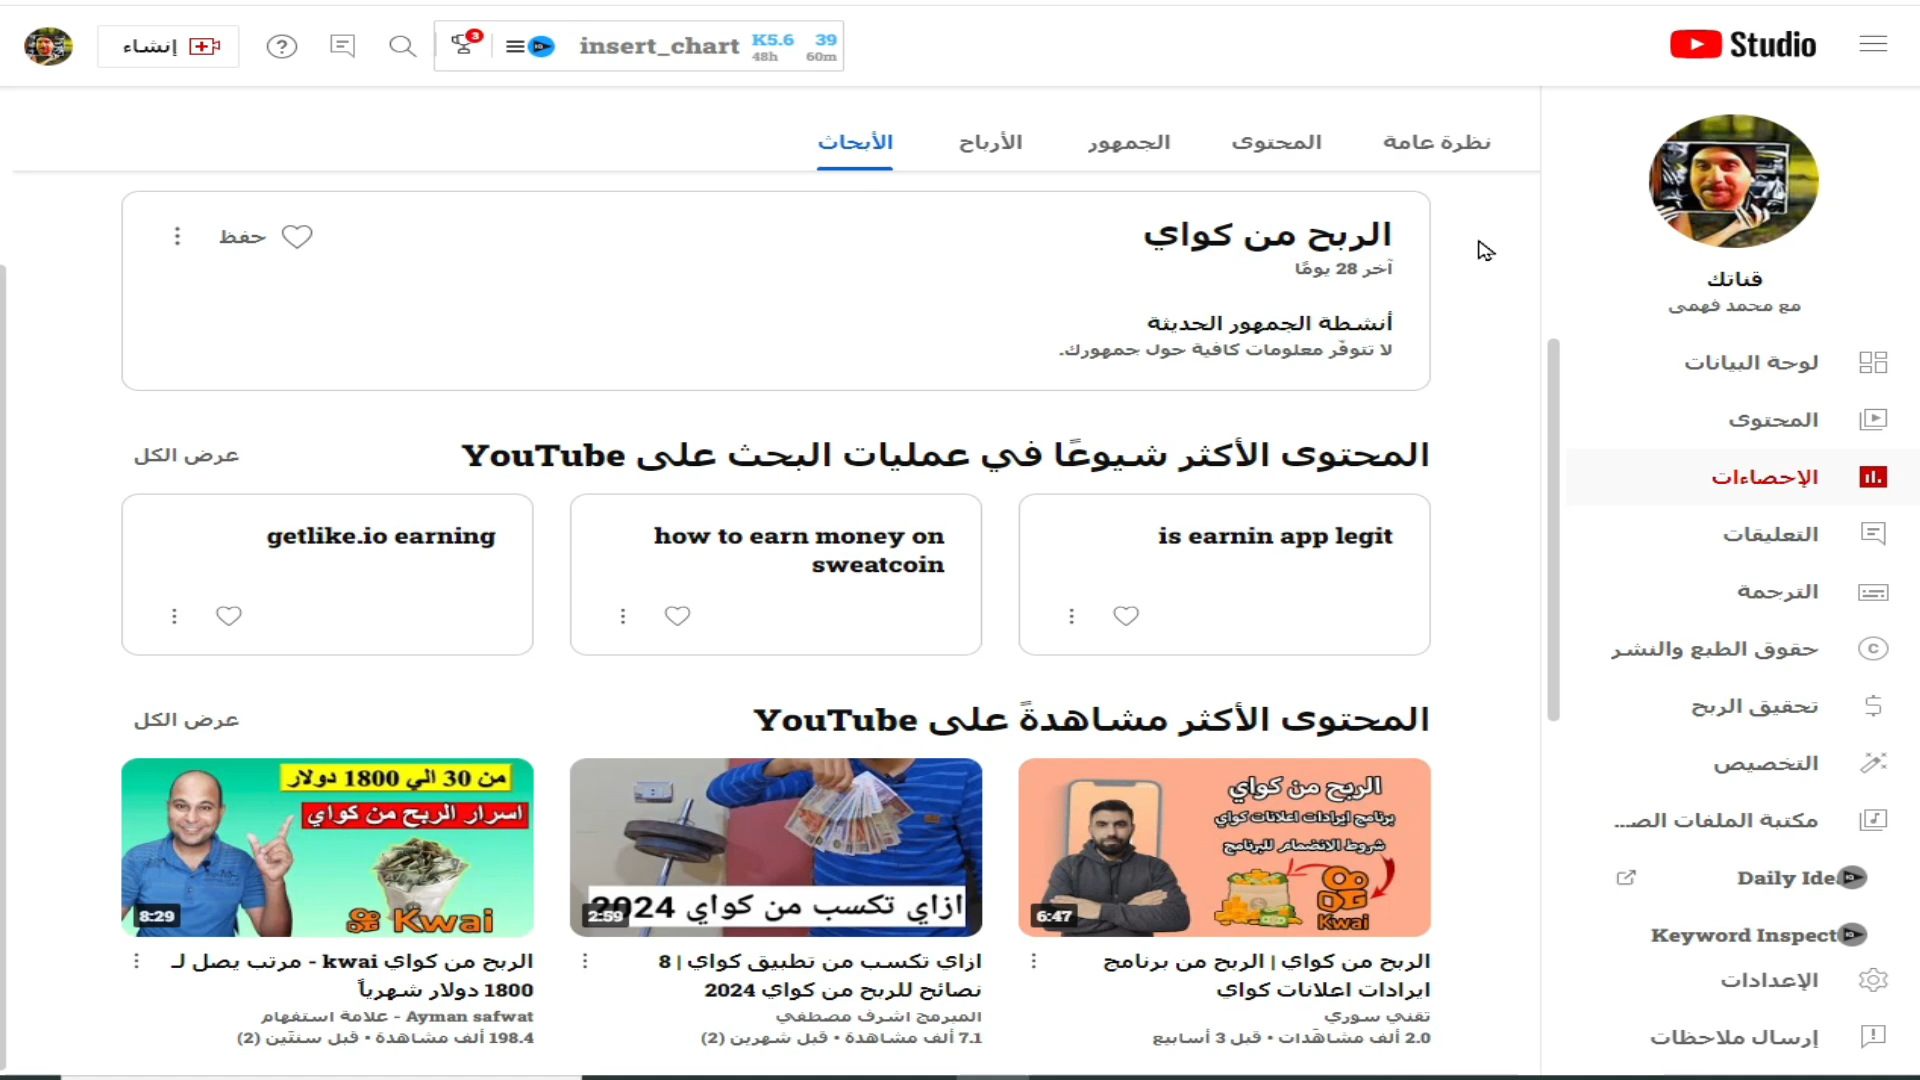 Studio
insert_chart
K5.6 39
48h 60m
3
إنشاء
نظرة عامة
المحتوى
الجمهور
الأرباح
الأبحاث
الربح من كواي
آخر 28 يومًا
حفظ
أنشطة الجمهور الحديثة
لا تتوفّر معلومات كافية حول جمهورك.
المحتوى الأكثر شيوعًا في عمليات البحث على YouTube
عرض الكل
is earnin app legit
how to earn money on
sweatcoin
getlike.io earning
المحتوى الأكثر مشاهدةً على YouTube
عرض الكل
الربح من كواي
برنامج ايرادات اعلانات كواي
شروط الانضمام للبرنامج
Kwai
6:47
الربح من كواي | الربح من برنامج
ايرادات اعلانات كواي
تقني سوري
2.0 ألف مشاهدات • قبل 3 أسابيع
ازاي تكسب من كواي 2024
2:59
ازاي تكسب من تطبيق كواي | 8
نصائح للربح من كواي 2024
المبرمج اشرف مصطفي
7.1 ألف مشاهدة • قبل شهرين (2)
من 30 الي 1800 دولار
اسرار الربح من كواي
Kwai
8:29
الربح من كواي kwai - مرتب يصل لـ
1800 دولار شهرياً
Ayman safwat - علامة استفهام
198.4 ألف مشاهدة • قبل سنتين (2)
قناتك
مع محمد فهمى
لوحة البيانات
المحتوى
الإحصاءات
التعليقات
الترجمة
حقوق الطبع والنشر
تحقيق الربح
التخصيص
مكتبة الملفات الص...
Daily Ide
Keyword Inspect
الإعدادات
إرسال ملاحظات